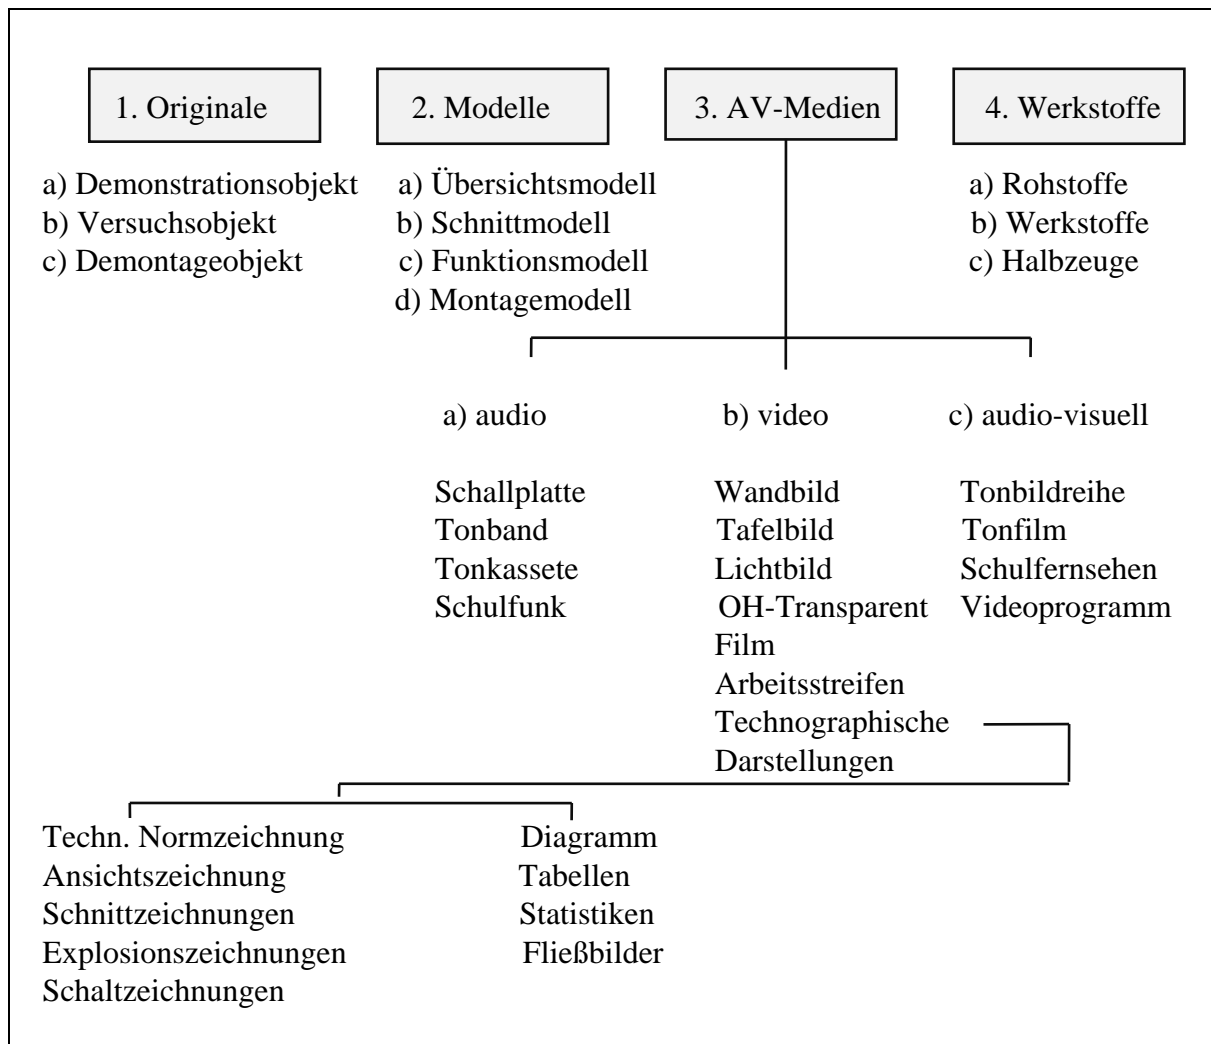 1. Originale
2. Modelle
3. AV-Medien
4. Werkstoffe
a) Demonstrationsobjekt
b) Versuchsobjekt
c) Demontageobjekt
a) Übersichtsmodell
b) Schnittmodell
c) Funktionsmodell
d) Montagemodell
a) Rohstoffe
b) Werkstoffe
c) Halbzeuge
a) audio
Schallplatte
Tonband
Tonkassete
Schulfunk
b) video
Wandbild
Tafelbild
Lichtbild
OH-Transparent
Film
Arbeitsstreifen
Technographische
Darstellungen
c) audio-visuell
Tonbildreihe
Tonfilm
Schulfernsehen
Videoprogramm
Techn. Normzeichnung
Ansichtszeichnung
Schnittzeichnungen
Explosionszeichnungen
Schaltzeichnungen
Diagramm
Tabellen
Statistiken
Fließbilder